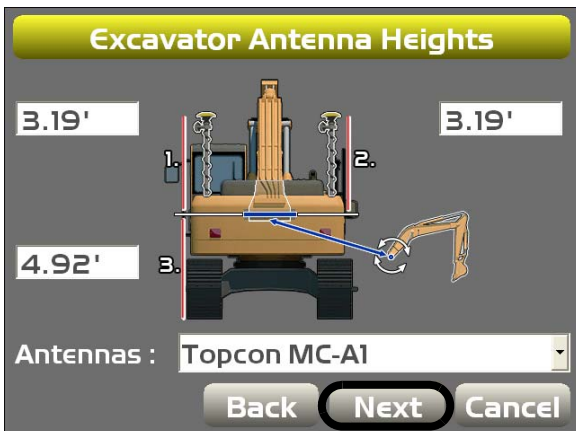 Excavator Antenna Heights
3.19'
3.19'
1.
2.
4.92'
3.
Antennas : Topcon MC-A1
Back Next Cancel